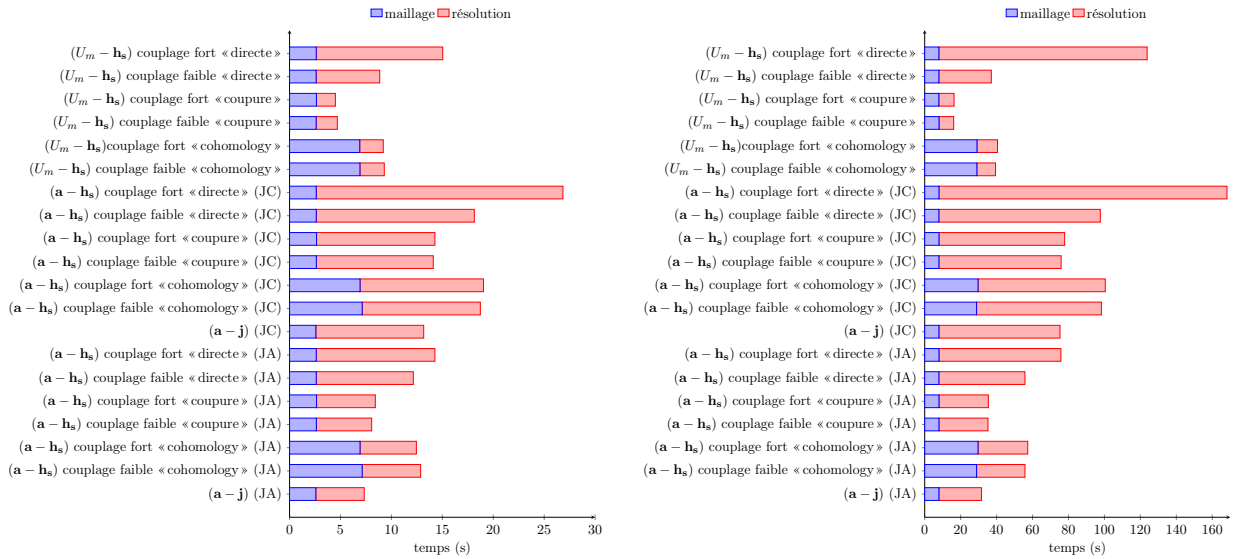 maillage résolution
(U_m − h_s) couplage fort « directe »
(U_m − h_s) couplage faible « directe »
(U_m − h_s) couplage fort « coupure »
(U_m − h_s) couplage faible « coupure »
(U_m − h_s)couplage fort « cohomology »
(U_m − h_s) couplage faible « cohomology »
(a − h_s) couplage fort « directe » (JC)
(a − h_s) couplage faible « directe » (JC)
(a − h_s) couplage fort « coupure » (JC)
(a − h_s) couplage faible « coupure » (JC)
(a − h_s) couplage fort « cohomology » (JC)
(a − h_s) couplage faible « cohomology » (JC)
(a − j) (JC)
(a − h_s) couplage fort « directe » (JA)
(a − h_s) couplage faible « directe » (JA)
(a − h_s) couplage fort « coupure » (JA)
(a − h_s) couplage faible « coupure » (JA)
(a − h_s) couplage fort « cohomology » (JA)
(a − h_s) couplage faible « cohomology » (JA)
(a − j) (JA)
0 5 10 15 20 25 30
temps (s)
maillage résolution
(U_m − h_s) couplage fort « directe »
(U_m − h_s) couplage faible « directe »
(U_m − h_s) couplage fort « coupure »
(U_m − h_s) couplage faible « coupure »
(U_m − h_s)couplage fort « cohomology »
(U_m − h_s) couplage faible « cohomology »
(a − h_s) couplage fort « directe » (JC)
(a − h_s) couplage faible « directe » (JC)
(a − h_s) couplage fort « coupure » (JC)
(a − h_s) couplage faible « coupure » (JC)
(a − h_s) couplage fort « cohomology » (JC)
(a − h_s) couplage faible « cohomology » (JC)
(a − j) (JC)
(a − h_s) couplage fort « directe » (JA)
(a − h_s) couplage faible « directe » (JA)
(a − h_s) couplage fort « coupure » (JA)
(a − h_s) couplage faible « coupure » (JA)
(a − h_s) couplage fort « cohomology » (JA)
(a − h_s) couplage faible « cohomology » (JA)
(a − j) (JA)
0 20 40 60 80 100 120 140 160
temps (s)